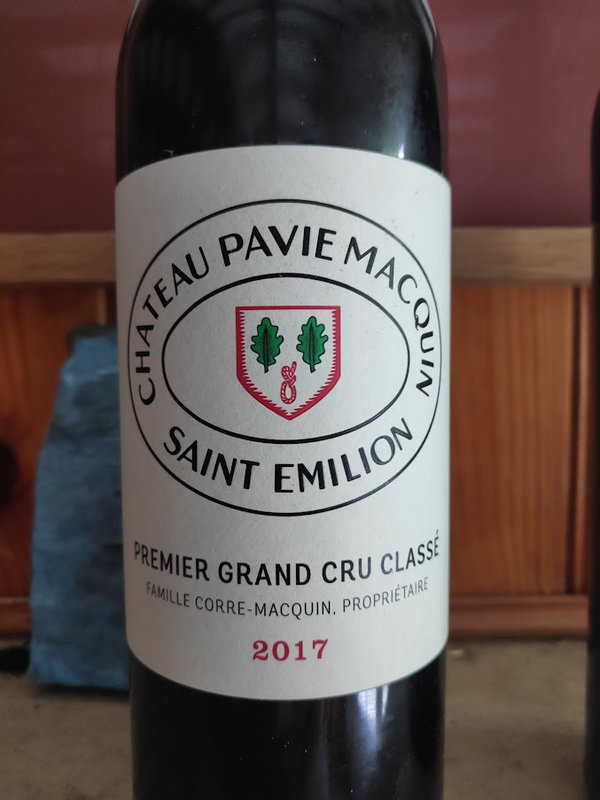 CHATEAU PAVIE MACQUIN
SAINT EMILION
PREMIER GRAND CRU CLASSÉ
FAMILLE CORRE-MACQUIN, PROPRIÉTAIRE
2017